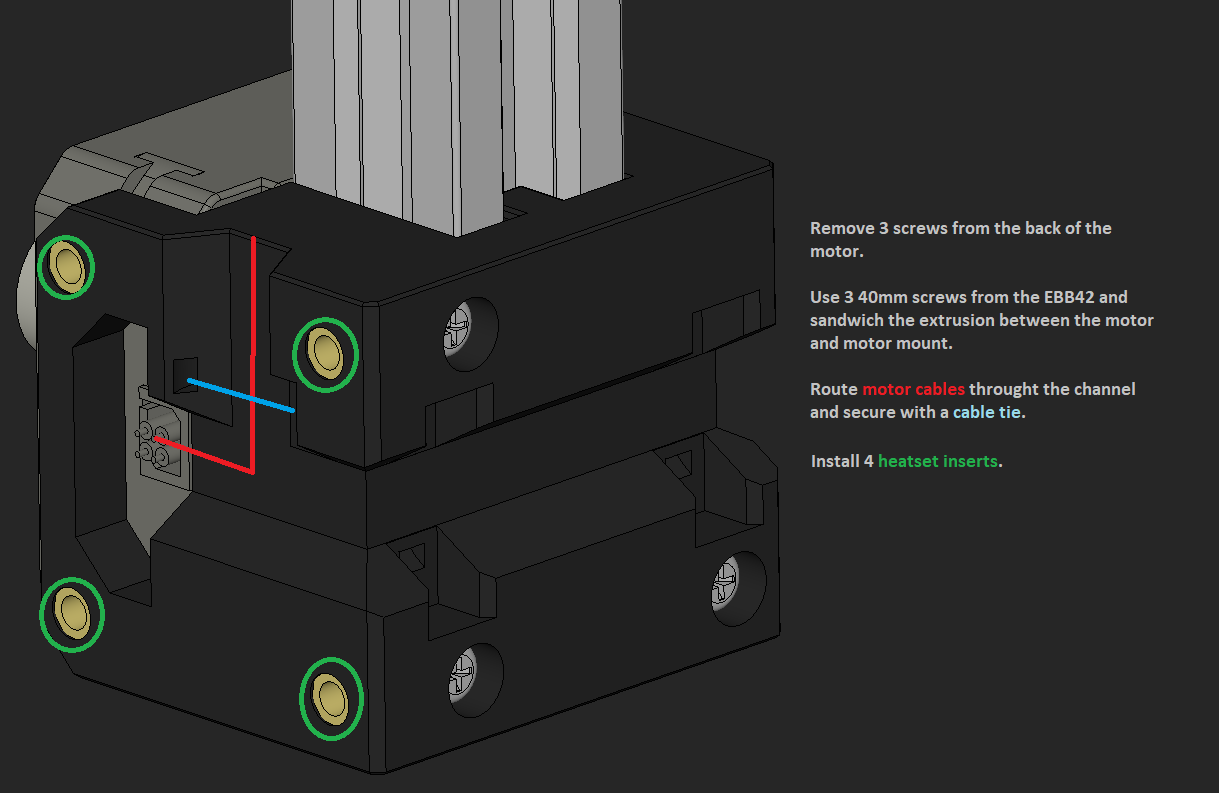 Remove 3 screws from the back of the
motor.
Use 3 40mm screws from the EBB42 and
sandwich the extrusion between the motor
and motor mount.
Route motor cables throught the channel
and secure with a cable tie.
Install 4 heatset inserts.